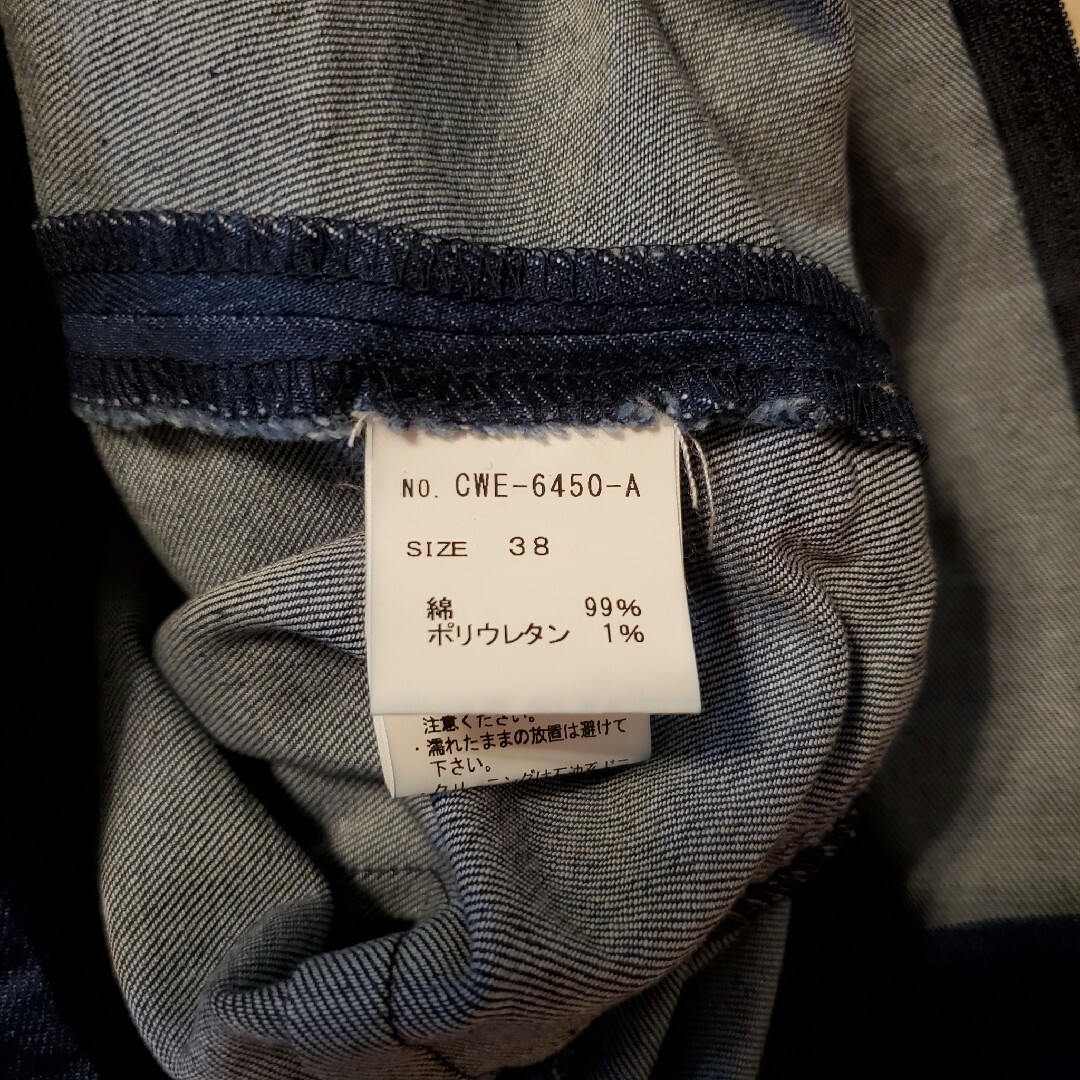 NO. CWE-6450-A
SIZE 38
綿 99%
ポリウレタン 1%
注意ください。
・濡れたままの放置は避けて
下さい。